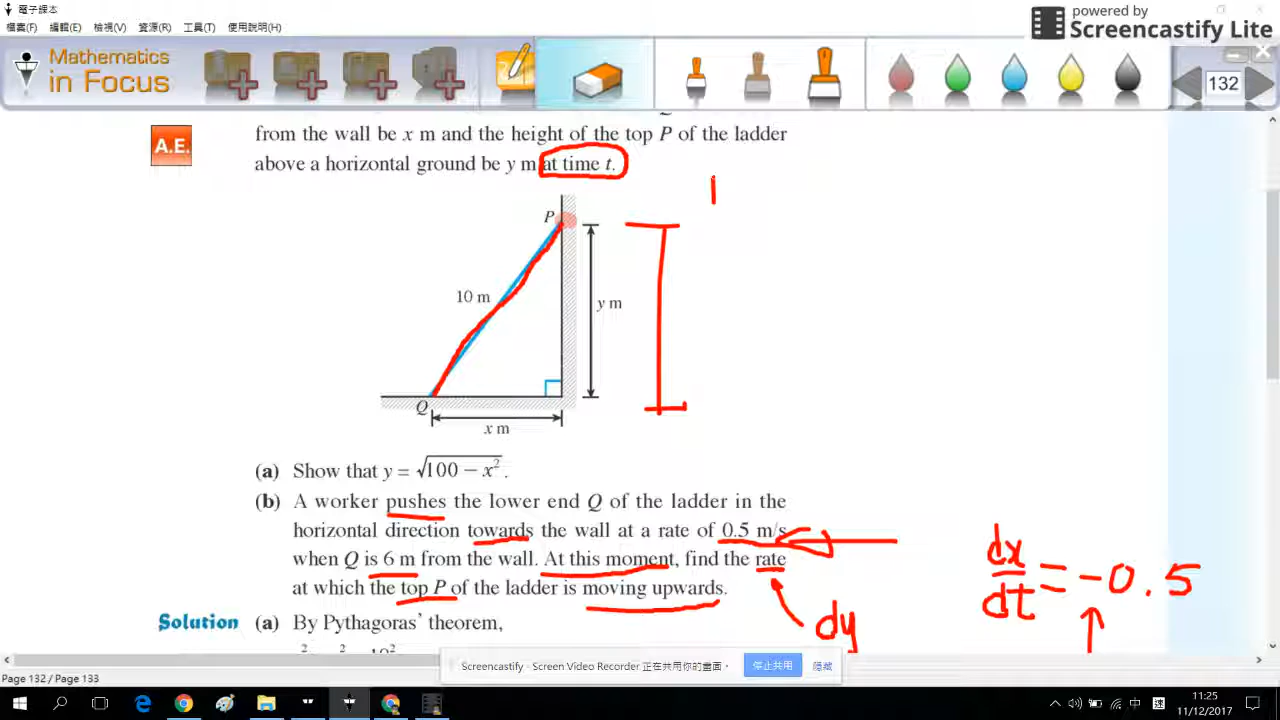 電子課本
檔案(F) 編輯(E) 檢視(V) 資源(R) 工具(T) 使用說明(H)
powered by
Screencastify Lite
Mathematics
in Focus
132
A.E.
from the wall be x m and the height of the top P of the ladder
above a horizontal ground be y m at time t.
P
10 m
y m
Q
x m
(a) Show that y = √100 − x².
(b) A worker pushes the lower end Q of the ladder in the
horizontal direction towards the wall at a rate of 0.5 m/s
when Q is 6 m from the wall. At this moment, find the rate
at which the top P of the ladder is moving upwards.
dx/dt = -0.5
dy
Solution (a) By Pythagoras' theorem,
Screencastify - Screen Video Recorder 正在共用你的畫面。 停止共用 隱藏
Page 132 / Page 133
中
11:25
11/12/2017